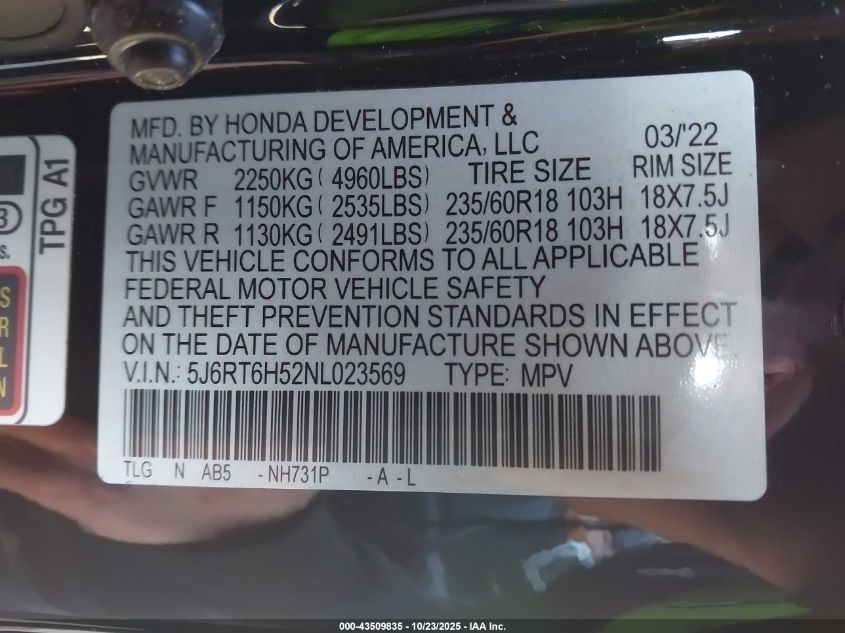 MFD. BY HONDA DEVELOPMENT &
MANUFACTURING OF AMERICA, LLC 03/'22
GVWR 2250KG ( 4960LBS) TIRE SIZE RIM SIZE
GAWR F 1150KG ( 2535LBS) 235/60R18 103H 18X7.5J
GAWR R 1130KG ( 2491LBS) 235/60R18 103H 18X7.5J
THIS VEHICLE CONFORMS TO ALL APPLICABLE
FEDERAL MOTOR VEHICLE SAFETY
AND THEFT PREVENTION STANDARDS IN EFFECT
ON THE DATE OF MANUFACTURE SHOWN ABOVE.
V.I.N.: 5J6RT6H52NL023569 TYPE: MPV
TLG N AB5 -NH731P -A-L
TPG A1
000-43509835 - 10/23/2025 - IAA Inc.